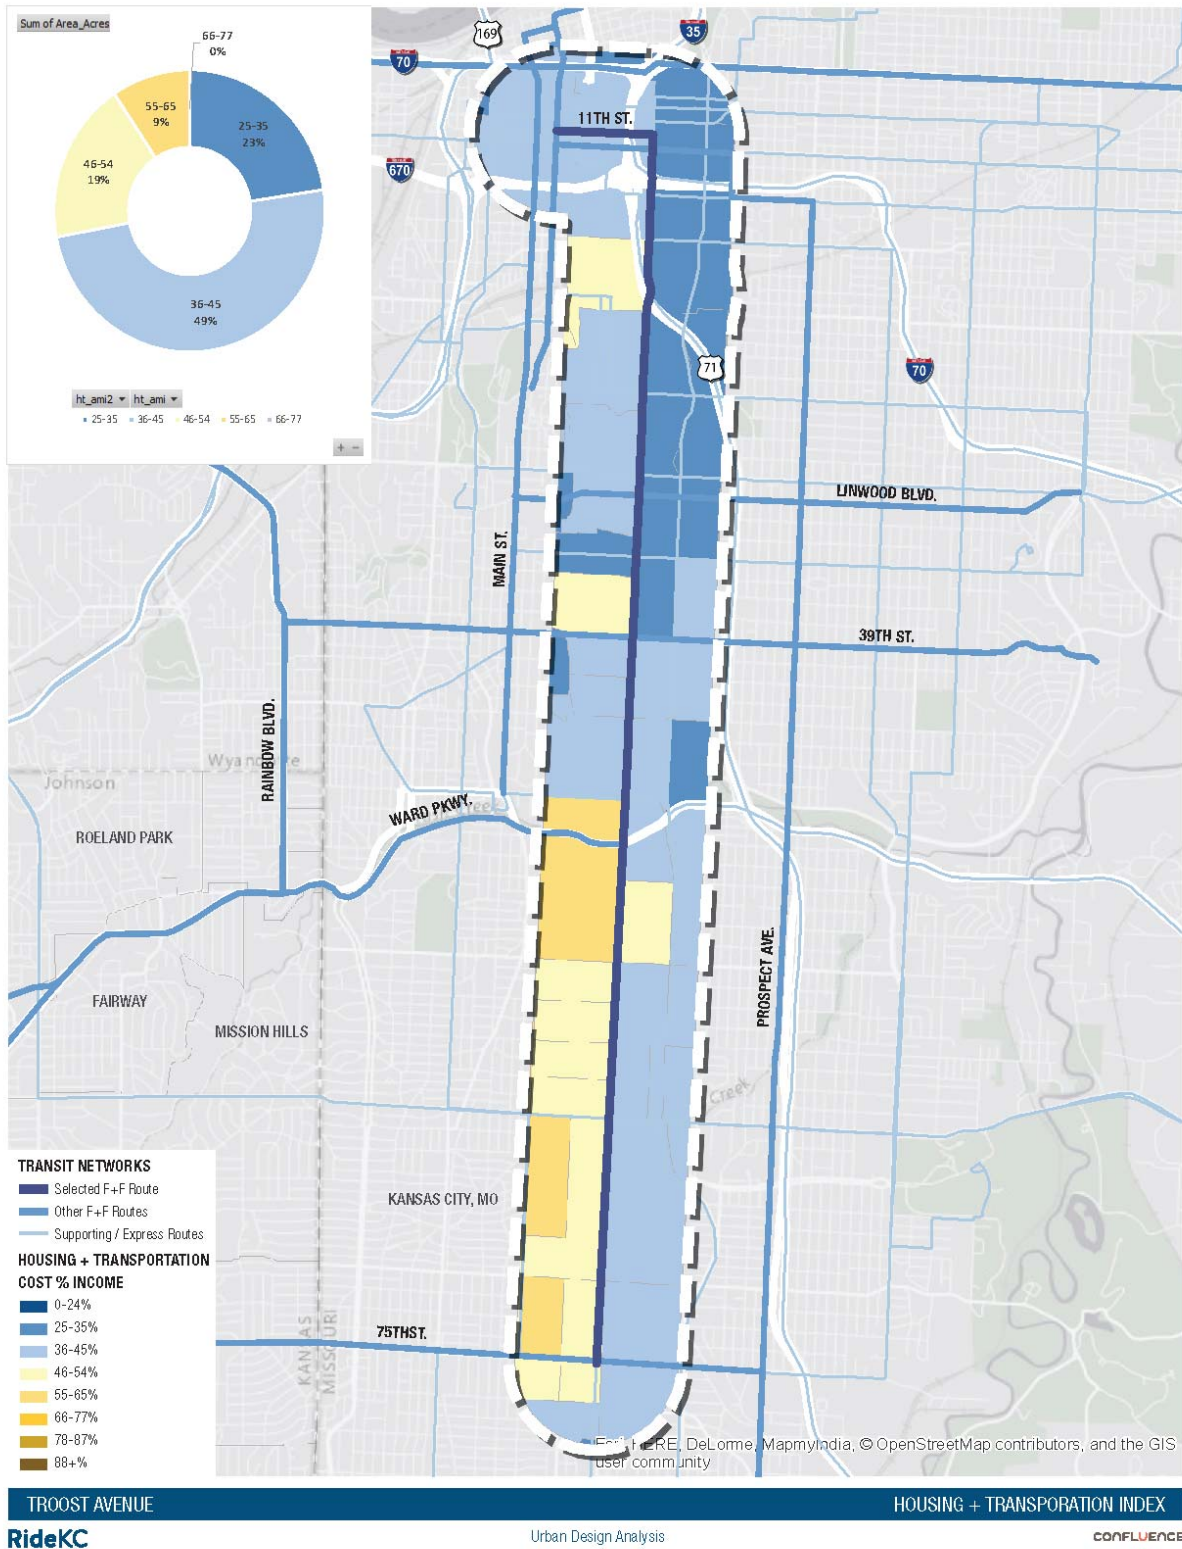 Sum of Area_Acres
66-77
0%
55-65
9%
25-35
23%
46-54
19%
36-45
49%
ht_ami2 ht_ami
25-35 36-45 46-54 55-65 66-77
+ -
169
35
70
11TH ST.
670
71
70
LINWOOD BLVD.
MAIN ST.
39TH ST.
RAINBOW BLVD.
Johnson
ROELAND PARK
WARD PKWY.
FAIRWAY
MISSION HILLS
PROSPECT AVE.
Creek
KANSAS CITY, MO
KANSAS
MISSOURI
75TH ST.
TRANSIT NETWORKS
Selected F+F Route
Other F+F Routes
Supporting / Express Routes
HOUSING + TRANSPORTATION
COST % INCOME
0-24%
25-35%
36-45%
46-54%
55-65%
66-77%
78-87%
88+%
Esri, HERE, DeLorme, MapmyIndia, © OpenStreetMap contributors, and the GIS
user community
TROOST AVENUE
HOUSING + TRANSPORATION INDEX
RideKC
Urban Design Analysis
CONFLUENCE